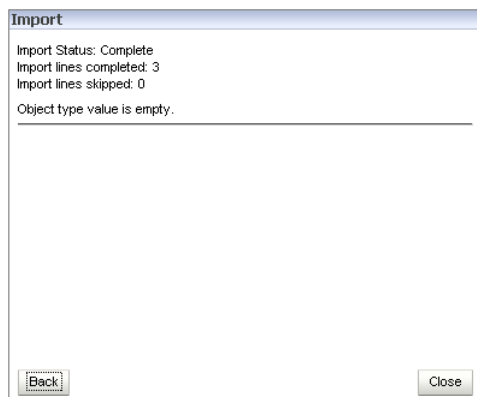 Import
Import Status: Complete
Import lines completed: 3
Import lines skipped: 0
Object type value is empty.
Back
Close